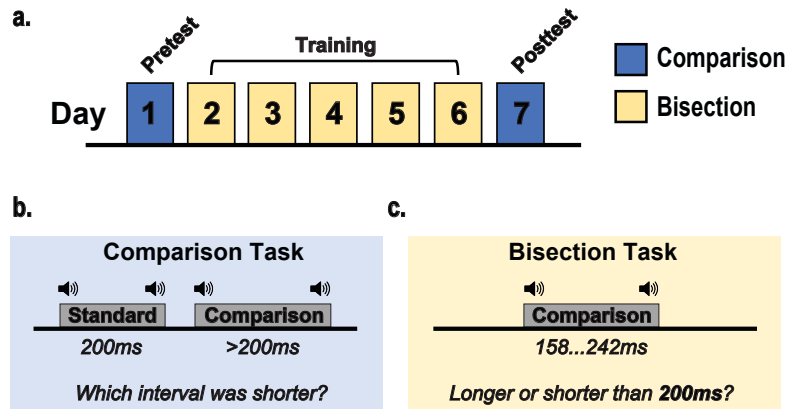 a.
Pretest
Training
Posttest
Comparison
Bisection
Day 1 2 3 4 5 6 7
b.
Comparison Task
Standard Comparison
200ms >200ms
Which interval was shorter?
c.
Bisection Task
Comparison
158...242ms
Longer or shorter than 200ms?